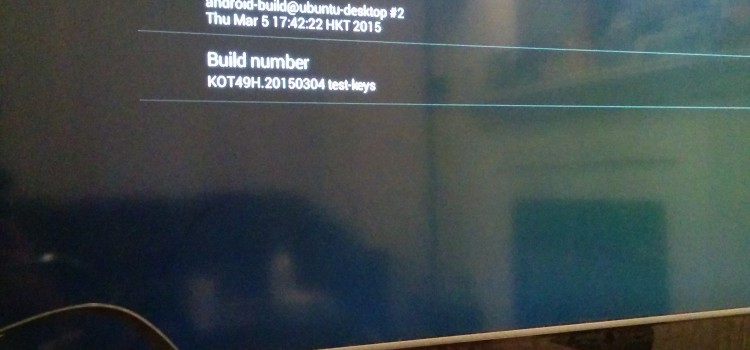 android-build@ubuntu-desktop #2
Thu Mar 5 17:42:22 HKT 2015
Build number
KOT49H.20150304 test-keys